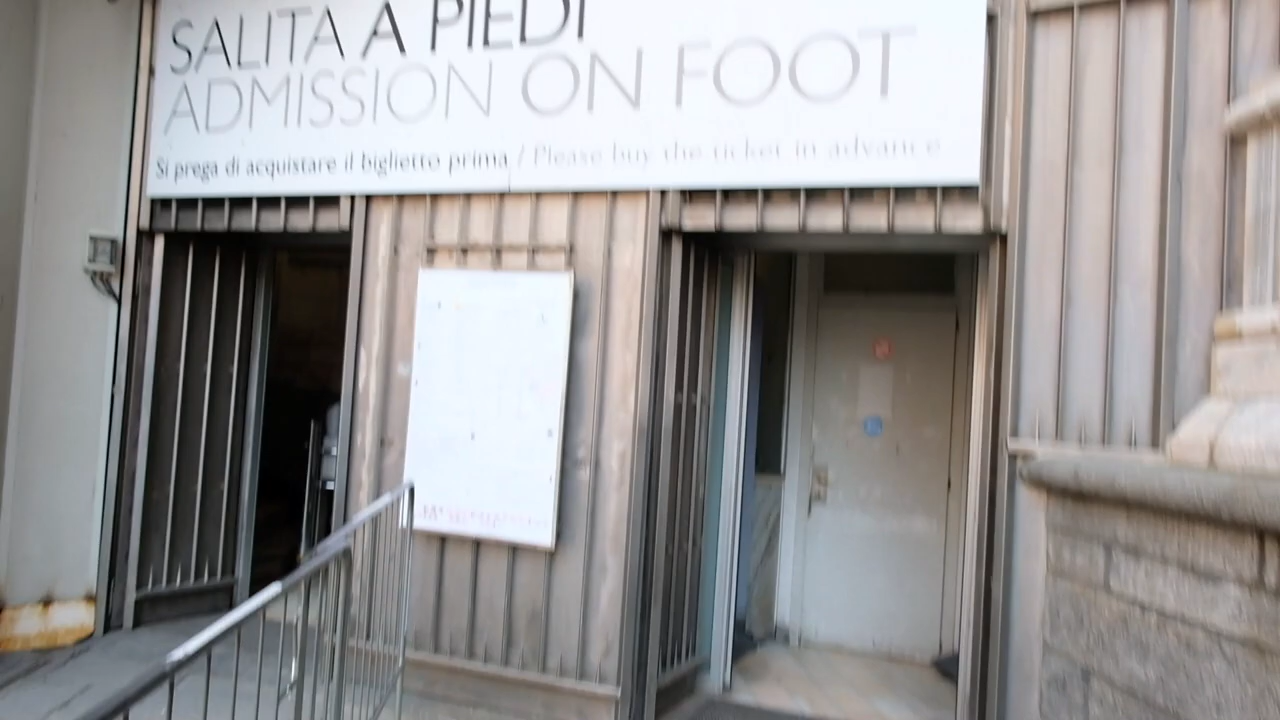 SALITA A PIEDI
ADMISSION ON FOOT
Si prega di acquistare il biglietto prima / Please buy the ticket in advance